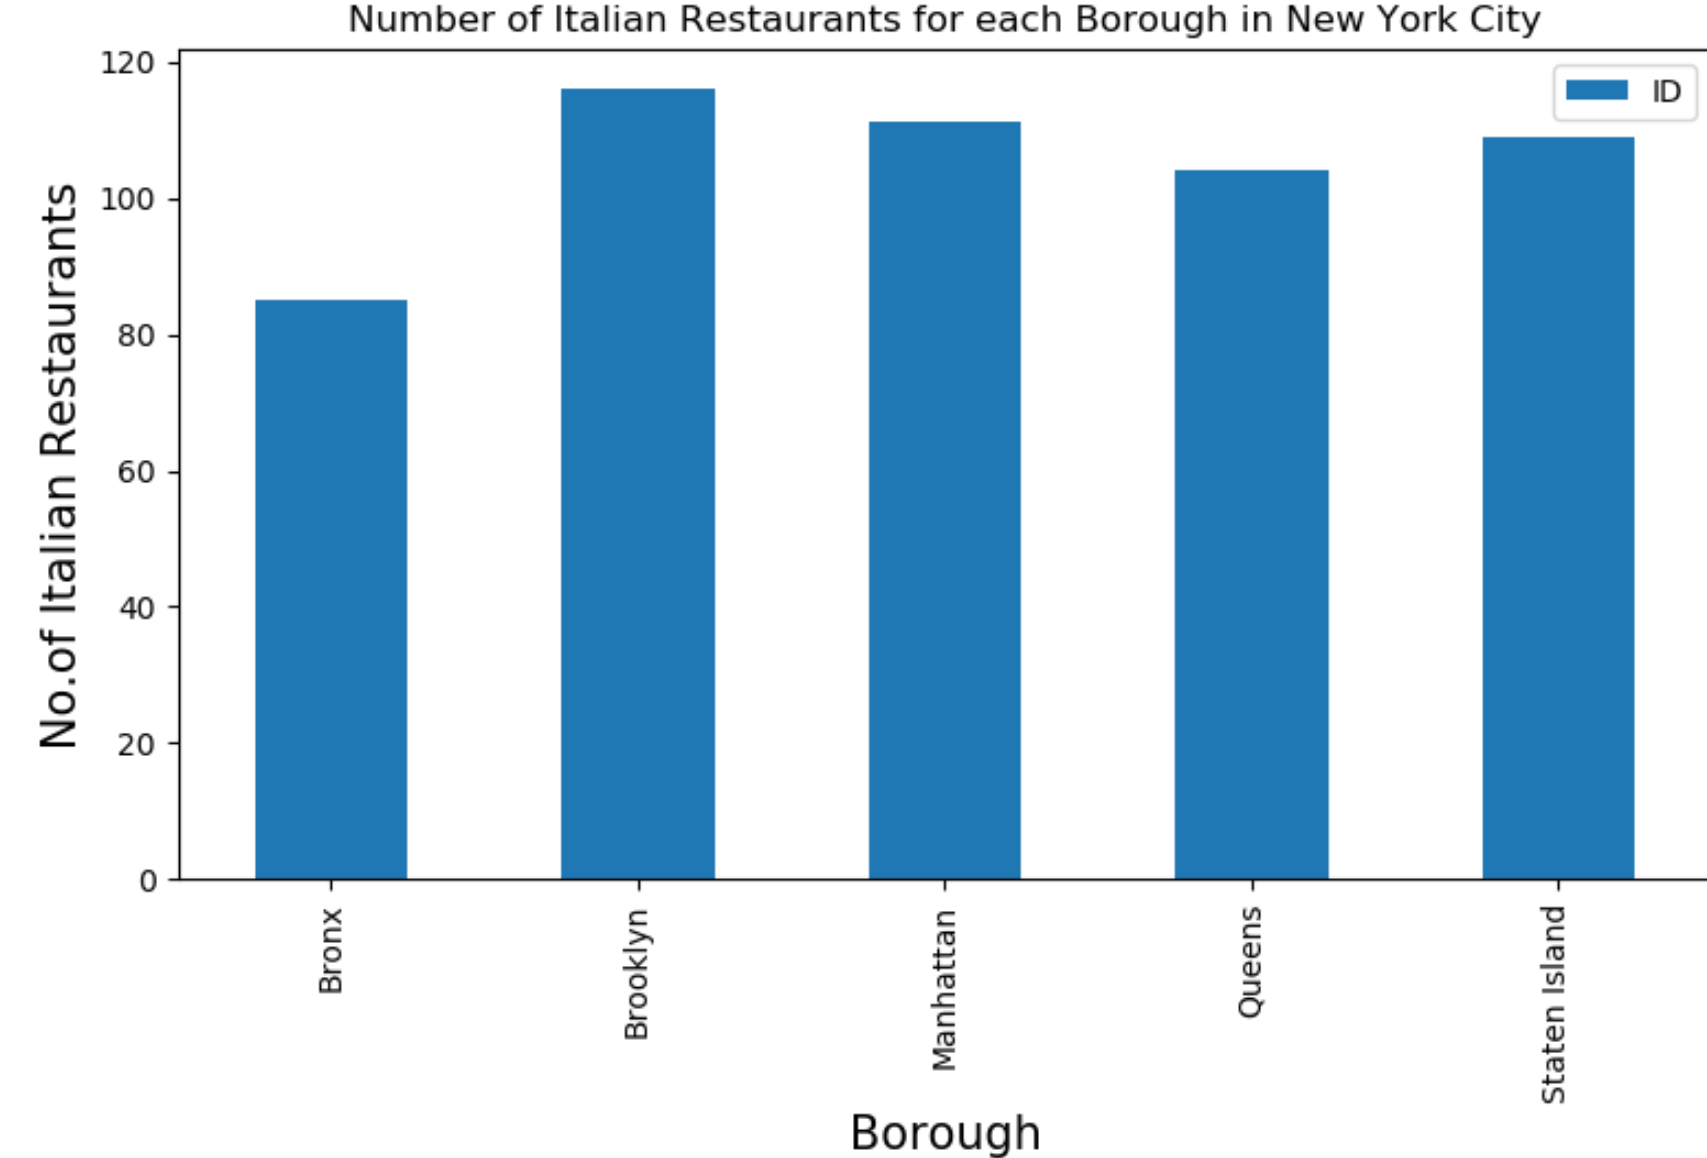 Number of Italian Restaurants for each Borough in New York City
ID
No.of Italian Restaurants
120
100
80
60
40
20
0
Bronx
Brooklyn
Manhattan
Queens
Staten Island
Borough